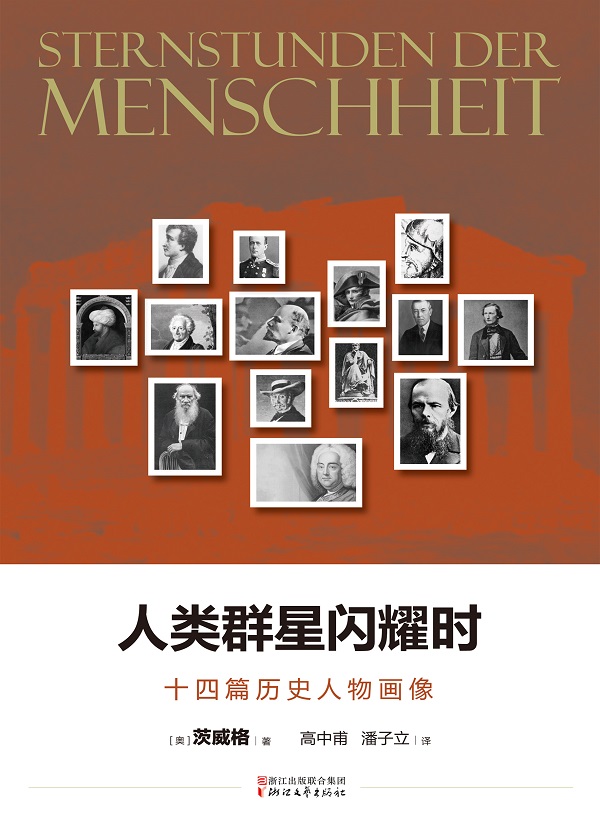 STERNSTUNDEN DER
MENSCHHEIT
人类群星闪耀时
十四篇历史人物画像
[奥] 茨威格 | 著 高中甫 潘子立 | 译
浙江出版联合集团
浙江文艺出版社